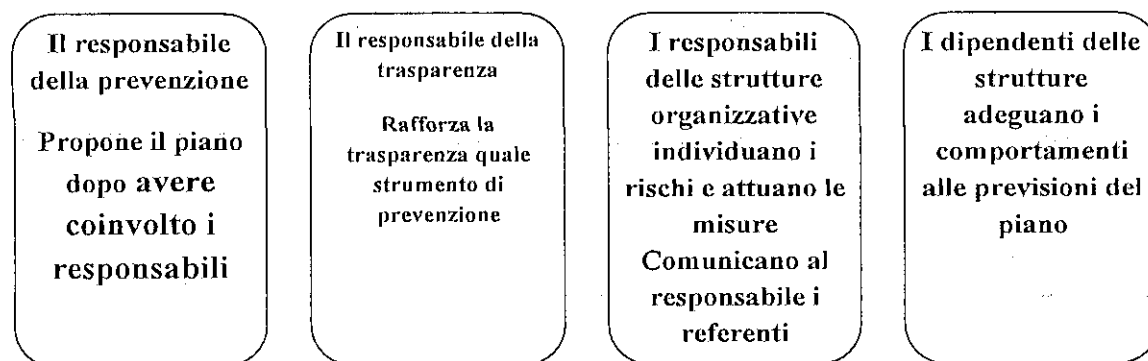 Il responsabile
della prevenzione
Propone il piano
dopo avere
coinvolto i
responsabili
Il responsabile della
trasparenza
Rafforza la
trasparenza quale
strumento di
prevenzione
I responsabili
delle strutture
organizzative
individuano i
rischi e attuano le
misure
Comunicano al
responsabile i
referenti
I dipendenti delle
strutture
adeguano i
comportamenti
alle previsioni del
piano